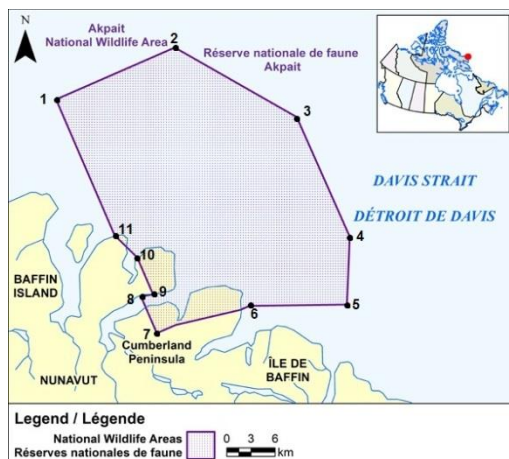 N
Akpait
National Wildlife Area
Réserve nationale de faune
Akpait
1
2
3
4
5
6
7
8
9
10
11
DAVIS STRAIT
DÉTROIT DE DAVIS
BAFFIN
ISLAND
Cumberland
Peninsula
NUNAVUT
ÎLE DE
BAFFIN
Legend / Légende
National Wildlife Areas
Réserves nationales de faune
0 3 6
km